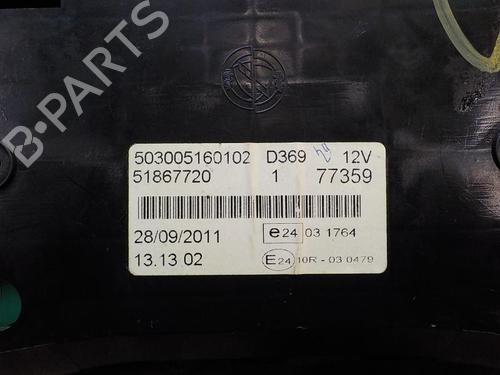 B-PARTS
503005160102 D369 12V
51867720 1 77359
28/09/2011 e24 03 1764
13.13 02 E24 10R - 03 0479